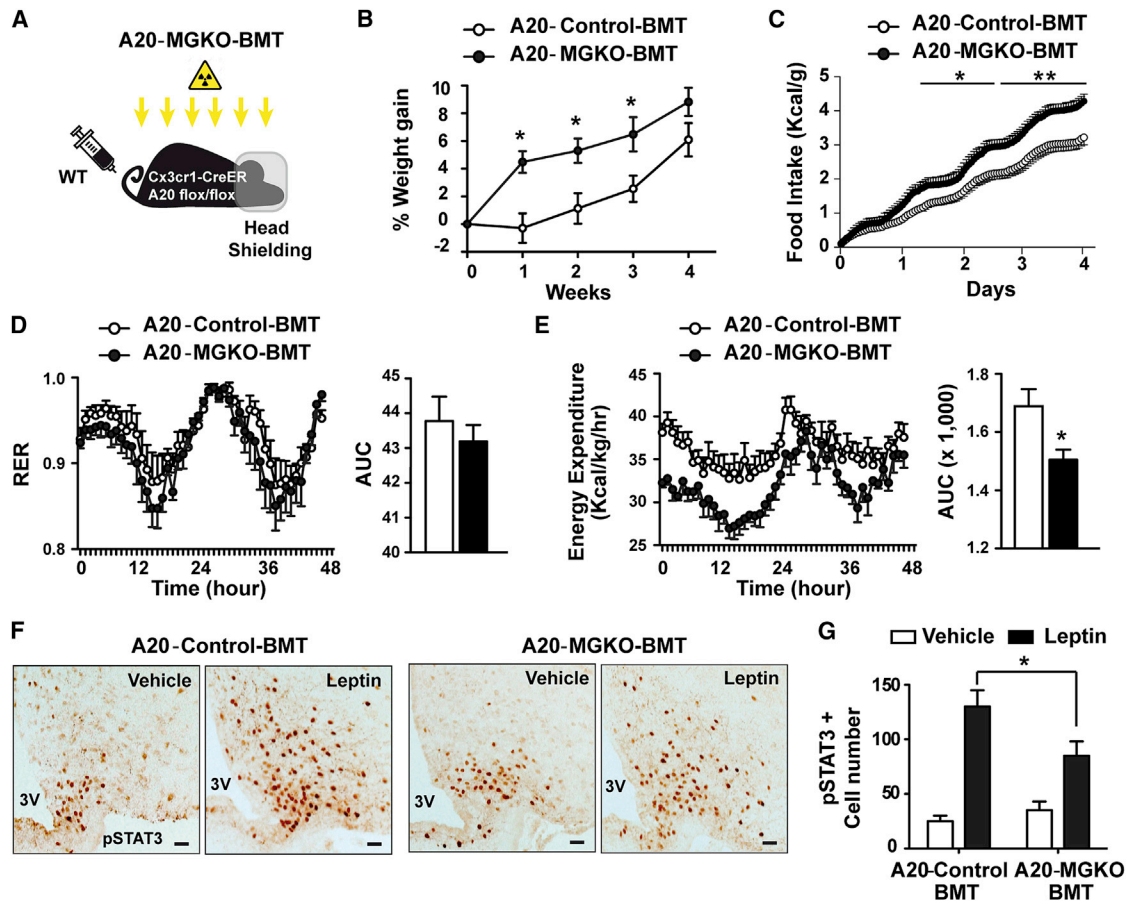 A
A20-MGKO-BMT
WT
Cx3cr1-CreER
A20 flox/flox
Head
Shielding
B
A20-Control-BMT
A20-MGKO-BMT
% Weight gain
10
8
6
4
2
0
-2
*
*
*
0 1 2 3 4
Weeks
C
A20-Control-BMT
A20-MGKO-BMT
Food Intake (Kcal/g)
5
4
3
2
1
0
* **
0 1 2 3 4
Days
D
A20-Control-BMT
A20-MGKO-BMT
RER
1.0
0.9
0.8
0 12 24 36 48
Time (hour)
AUC
45
44
43
42
41
40
E
A20-Control-BMT
A20-MGKO-BMT
Energy Expenditure
(Kcal/kg/hr)
45
40
35
30
25
0 12 24 36 48
Time (hour)
AUC (x 1,000)
1.8
1.6
1.4
1.2
*
F
A20-Control-BMT
Vehicle
3V
pSTAT3
Leptin
3V
A20-MGKO-BMT
Vehicle
3V
Leptin
3V
G
Vehicle Leptin
pSTAT3 +
Cell number
150
100
50
0
*
A20-Control
BMT
A20-MGKO
BMT